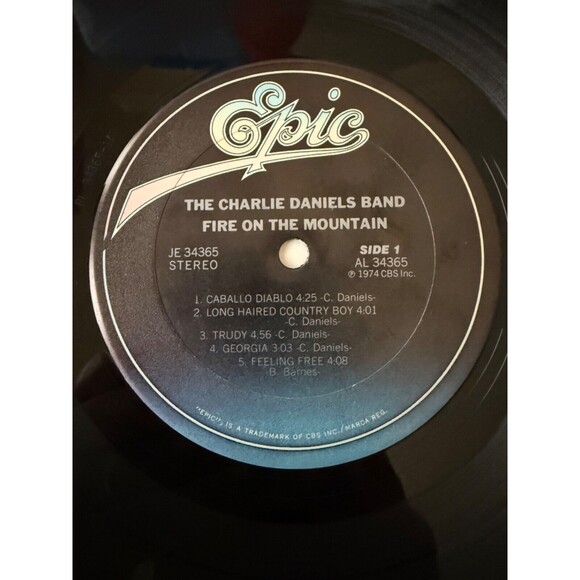 Epic
THE CHARLIE DANIELS BAND
FIRE ON THE MOUNTAIN
JE 34365
STEREO
SIDE 1
AL 34365
℗ 1974 CBS Inc.
1. CABALLO DIABLO 4:25 -C. Daniels-
2. LONG HAIRED COUNTRY BOY 4:01
-C. Daniels-
3. TRUDY 4.56 -C. Daniels-
4. GEORGIA 3:03 -C. Daniels-
5. FEELING FREE 4:08
-B. Barnes-
"EPIC", IS A TRADEMARK OF CBS INC./MARCA REG.